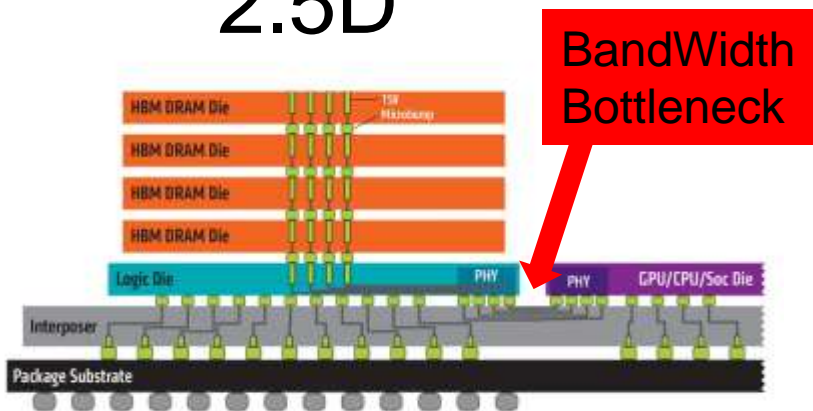 2.5D
BandWidth
Bottleneck
HBM DRAM Die
TSV
Microbump
HBM DRAM Die
HBM DRAM Die
HBM DRAM Die
Logic Die
PHY
PHY
GPU/CPU/Soc Die
Interposer
Package Substrate